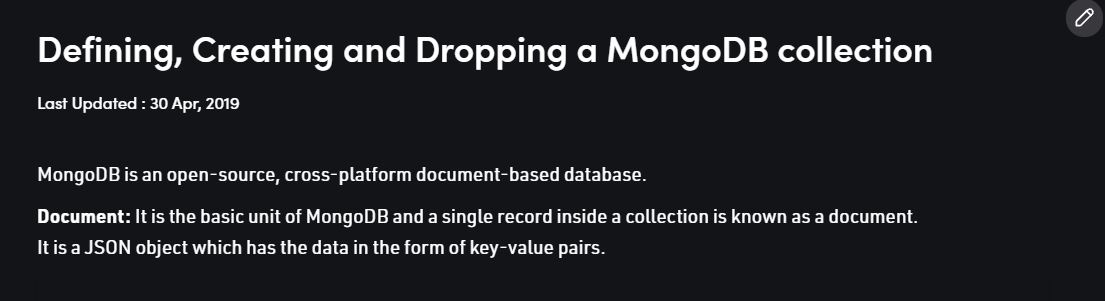 Defining, Creating and Dropping a MongoDB collection
Last Updated : 30 Apr, 2019
MongoDB is an open-source, cross-platform document-based database.
Document: It is the basic unit of MongoDB and a single record inside a collection is known as a document.
It is a JSON object which has the data in the form of key-value pairs.